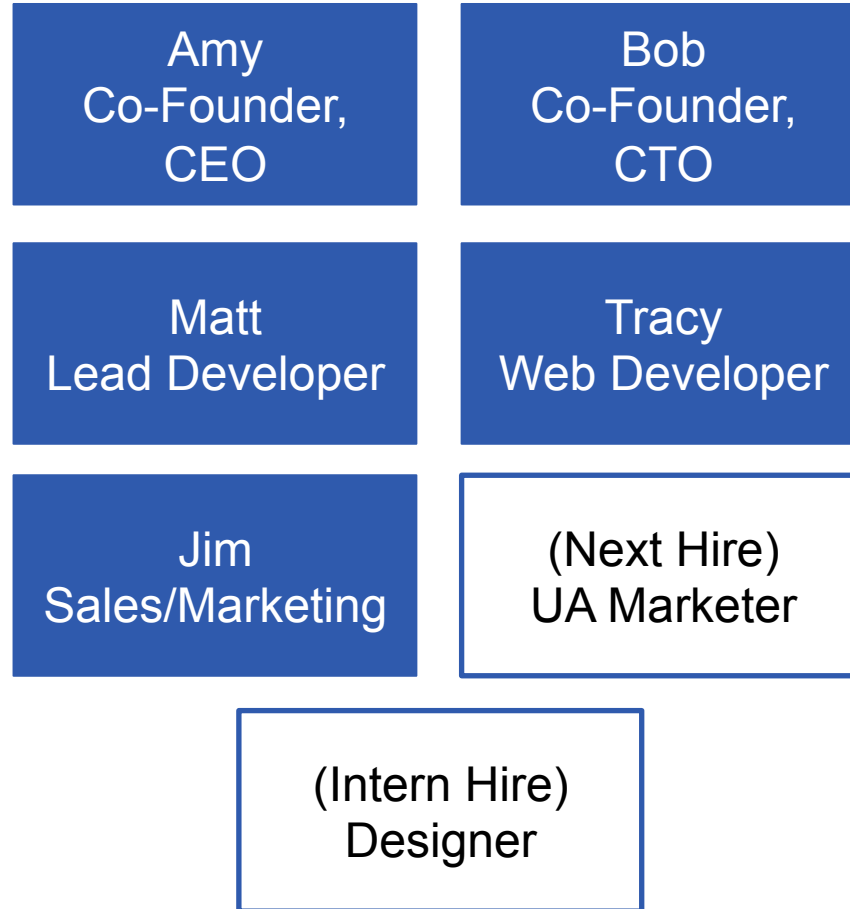 Amy
Co-Founder,
CEO
Bob
Co-Founder,
CTO
Matt
Lead Developer
Tracy
Web Developer
Jim
Sales/Marketing
(Next Hire)
UA Marketer
(Intern Hire)
Designer